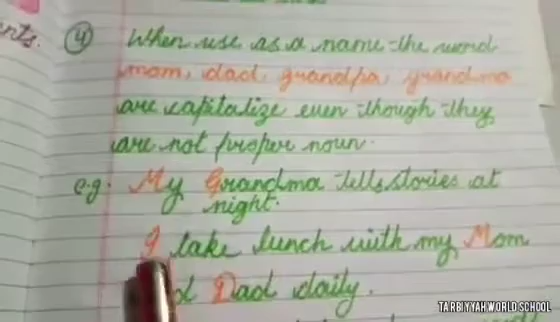 nts.
④ When use as a name the word
mom, dad, grandpa, grandma
are capitalize even though they
are not proper noun.
e.g. My Grandma tells stories at
night.
I take lunch with my Mom
d Dad daily.
TARBIYYAH WORLD SCHOOL